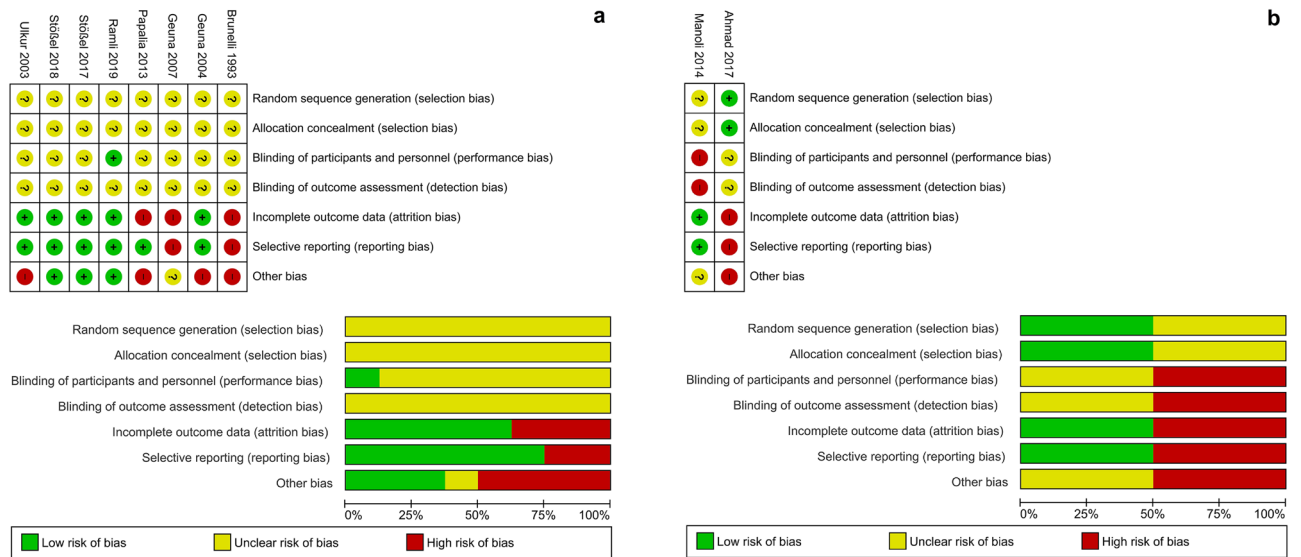 a
Ulkur 2003
Stößel 2018
Stößel 2017
Ramli 2019
Papalia 2013
Geuna 2007
Geuna 2004
Brunelli 1993
? ? ? ? ? ? ? ? Random sequence generation (selection bias)
? ? ? ? ? ? ? ? Allocation concealment (selection bias)
? ? ? + ? ? ? ? Blinding of participants and personnel (performance bias)
? ? ? ? ? ? ? ? Blinding of outcome assessment (detection bias)
+ + + + – – + – Incomplete outcome data (attrition bias)
+ + + + + – + – Selective reporting (reporting bias)
– + + + – ? – – Other bias
Random sequence generation (selection bias)
Allocation concealment (selection bias)
Blinding of participants and personnel (performance bias)
Blinding of outcome assessment (detection bias)
Incomplete outcome data (attrition bias)
Selective reporting (reporting bias)
Other bias
0% 25% 50% 75% 100%
Low risk of bias Unclear risk of bias High risk of bias
b
Manoli 2014
Ahmad 2017
? + Random sequence generation (selection bias)
? + Allocation concealment (selection bias)
– ? Blinding of participants and personnel (performance bias)
– ? Blinding of outcome assessment (detection bias)
+ – Incomplete outcome data (attrition bias)
+ – Selective reporting (reporting bias)
? – Other bias
Random sequence generation (selection bias)
Allocation concealment (selection bias)
Blinding of participants and personnel (performance bias)
Blinding of outcome assessment (detection bias)
Incomplete outcome data (attrition bias)
Selective reporting (reporting bias)
Other bias
0% 25% 50% 75% 100%
Low risk of bias Unclear risk of bias High risk of bias